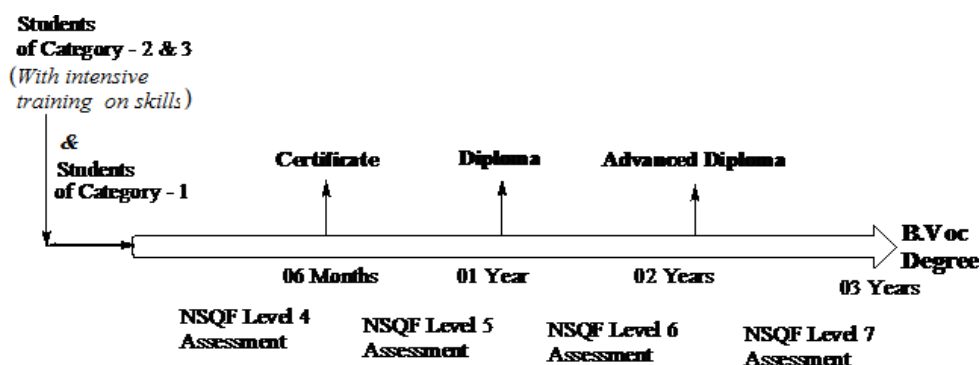 Students
of Category - 2 & 3
(With intensive
training on skills)
&
Students
of Category - 1
Certificate
Diploma
Advanced Diploma
B.Voc
Degree
06 Months
01 Year
02 Years
03 Years
NSQF Level 4
Assessment
NSQF Level 5
Assessment
NSQF Level 6
Assessment
NSQF Level 7
Assessment